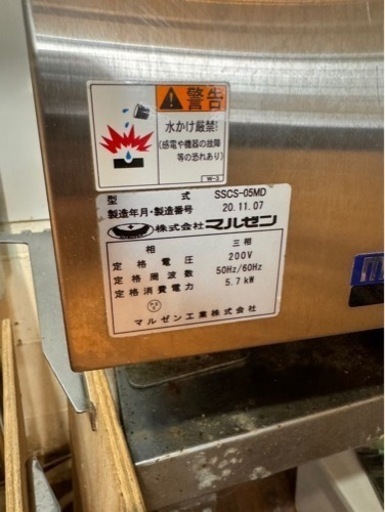 警告
水かけ厳禁!
(感電や機器の故障
等の恐れあり)
W-3
型式 SSCS-05MD
製造年月・製造番号 20.11.07
株式会社マルゼン
相 三相
定格電圧 200V
定格周波数 50Hz/60Hz
定格消費電力 5.7kW
マルゼン工業株式会社